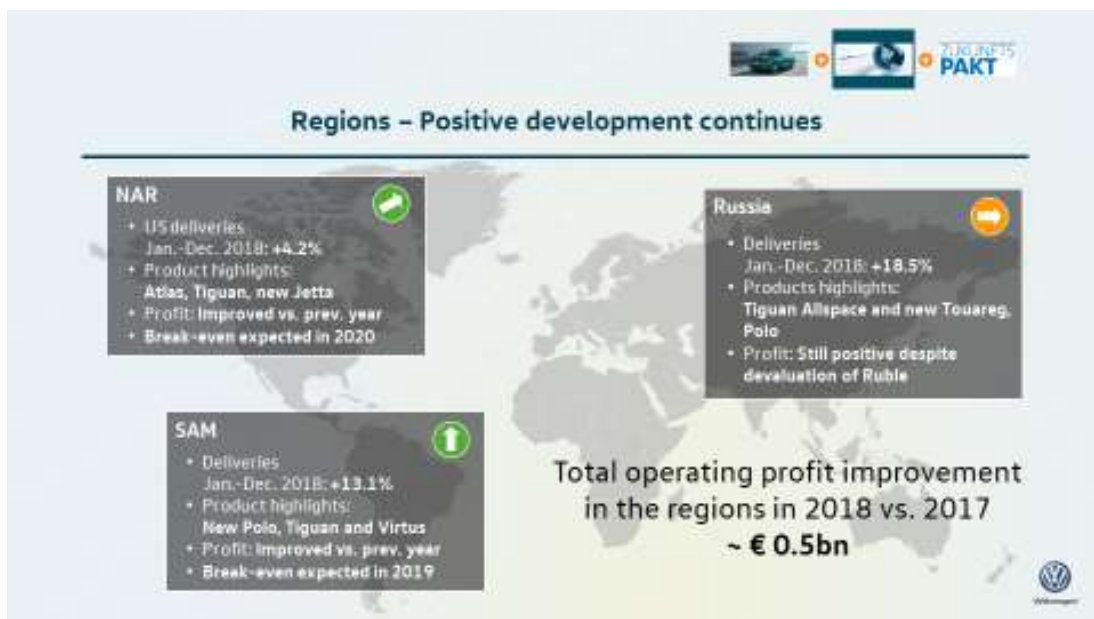 ZUKUNFTS
PAKT
Regions – Positive development continues
NAR
• US deliveries
Jan.-Dec. 2018: +4.2%
• Product highlights:
Atlas, Tiguan, new Jetta
• Profit: Improved vs. prev. year
• Break-even expected in 2020
Russia
• Deliveries
Jan.-Dec. 2018: +18.5%
• Products highlights:
Tiguan Allspace and new Touareg,
Polo
• Profit: Still positive despite
devaluation of Ruble
SAM
• Deliveries
Jan.-Dec. 2018: +13.1%
• Product highlights:
New Polo, Tiguan and Virtus
• Profit: Improved vs. prev. year
• Break-even expected in 2019
Total operating profit improvement
in the regions in 2018 vs. 2017
~ € 0.5bn
Volkswagen